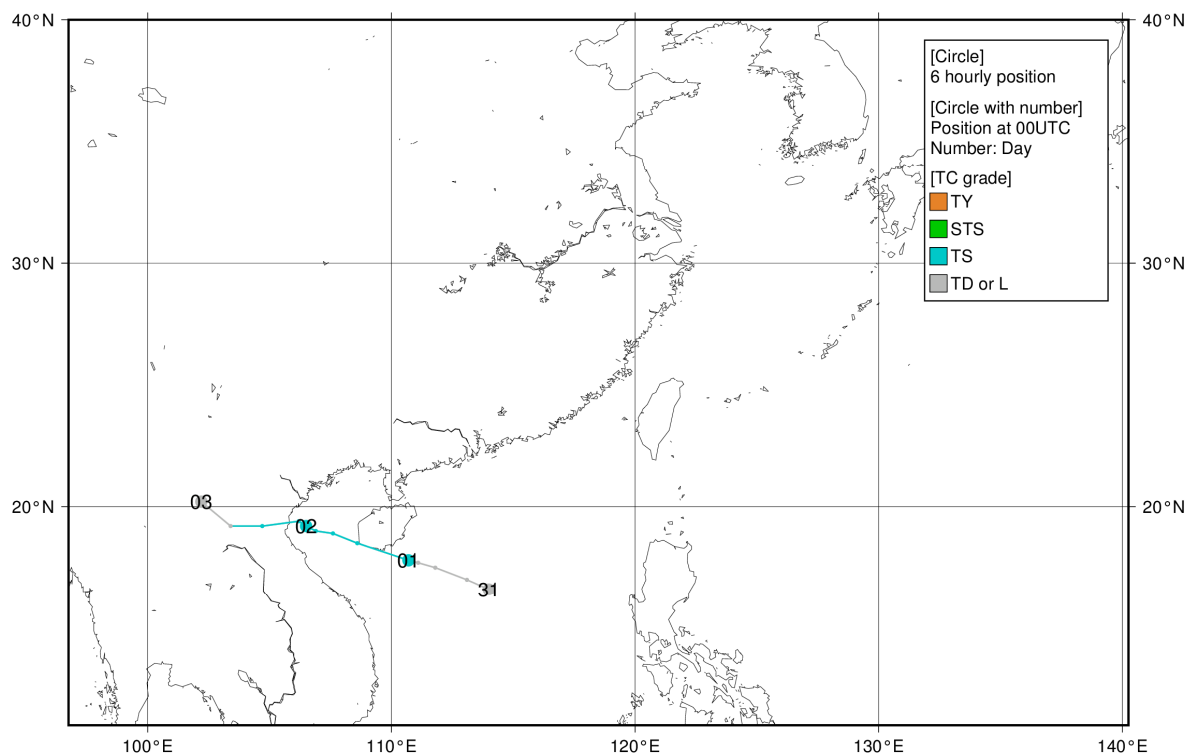 40°N
40°N
[Circle]
6 hourly position
[Circle with number]
Position at 00UTC
Number: Day
[TC grade]
TY
STS
TS
TD or L
30°N
30°N
20°N
20°N
03
02
01
31
100°E
110°E
120°E
130°E
140°E